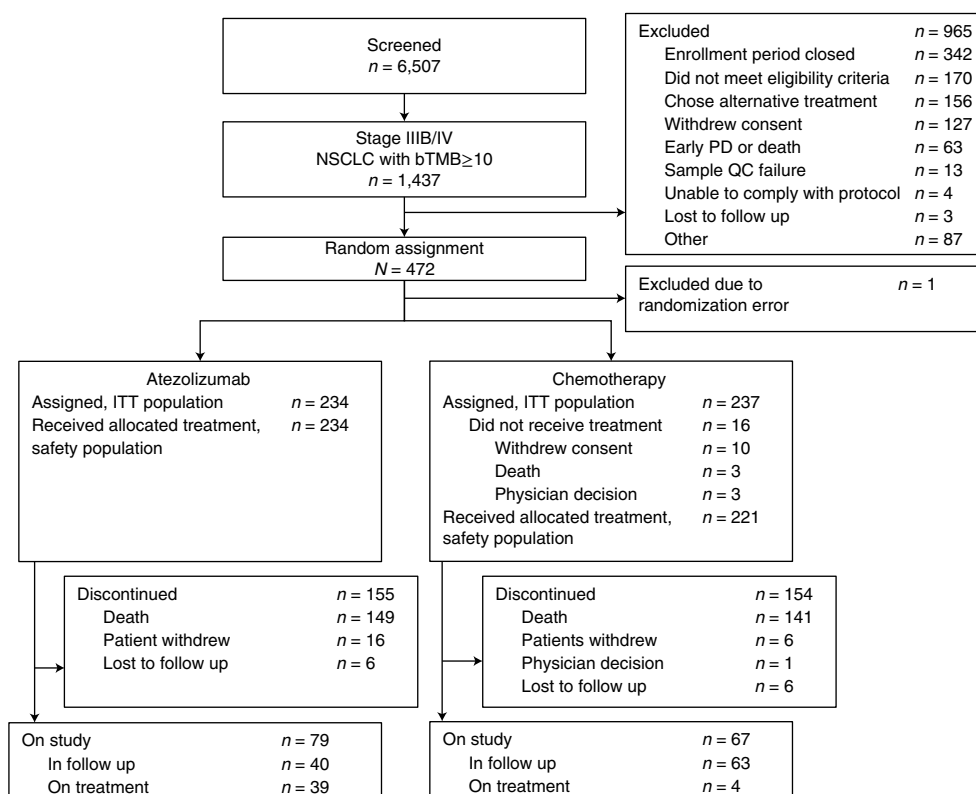 Screened
n = 6,507
Excluded n = 965
Enrollment period closed n = 342
Did not meet eligibility criteria n = 170
Chose alternative treatment n = 156
Withdrew consent n = 127
Early PD or death n = 63
Sample QC failure n = 13
Unable to comply with protocol n = 4
Lost to follow up n = 3
Other n = 87
Stage IIIB/IV
NSCLC with bTMB≥10
n = 1,437
Random assignment
N = 472
Excluded due to n = 1
randomization error
Atezolizumab
Assigned, ITT population n = 234
Received allocated treatment, n = 234
safety population
Chemotherapy
Assigned, ITT population n = 237
Did not receive treatment n = 16
Withdrew consent n = 10
Death n = 3
Physician decision n = 3
Received allocated treatment, n = 221
safety population
Discontinued n = 155
Death n = 149
Patient withdrew n = 16
Lost to follow up n = 6
Discontinued n = 154
Death n = 141
Patients withdrew n = 6
Physician decision n = 1
Lost to follow up n = 6
On study n = 79
In follow up n = 40
On treatment n = 39
On study n = 67
In follow up n = 63
On treatment n = 4